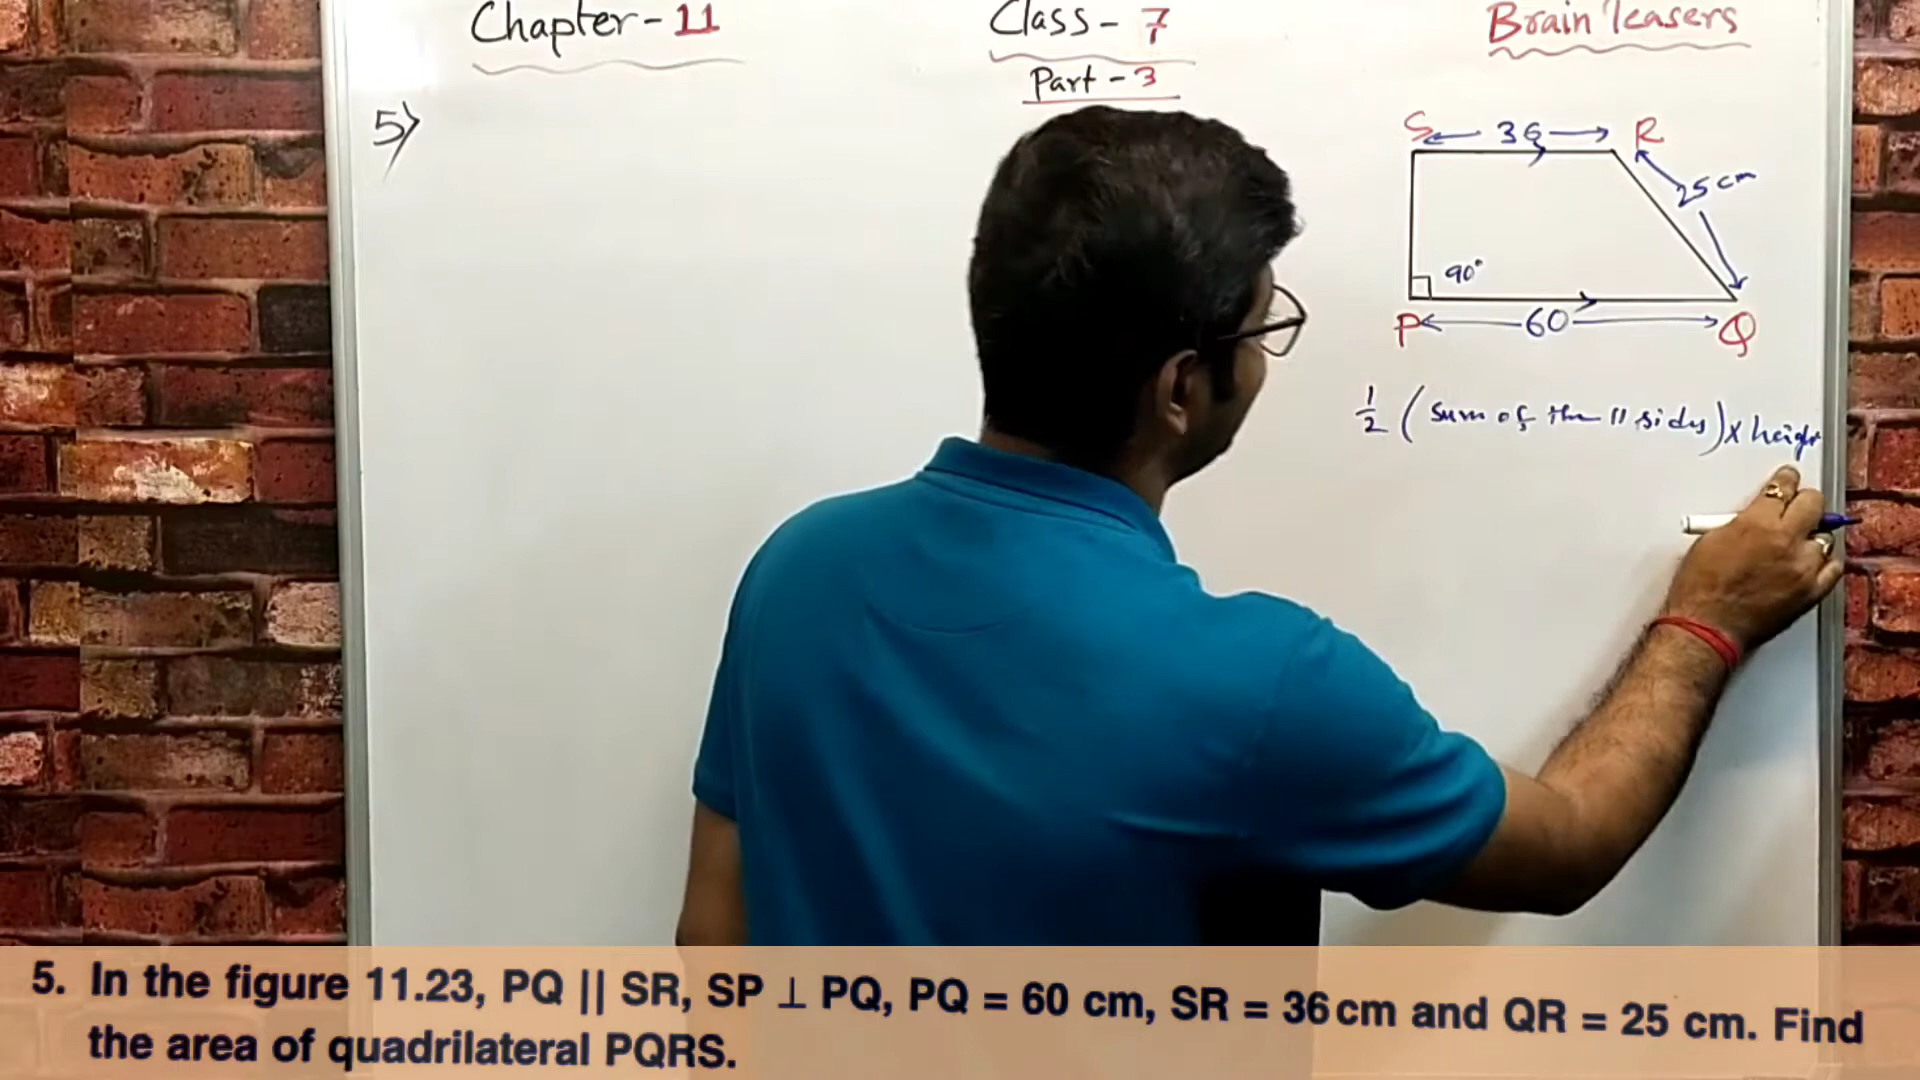 Chapter-11
Class-7
Brain Teasers
Part-3
5)
S 36 R
25 cm
90°
P 60 Q
1/2 (Sum of the || sides) x height
5. In the figure 11.23, PQ || SR, SP ⊥ PQ, PQ = 60 cm, SR = 36 cm and QR = 25 cm. Find
the area of quadrilateral PQRS.